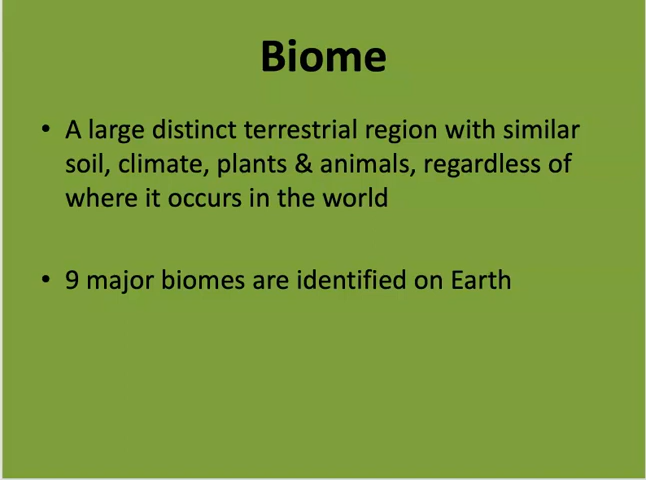 Biome
• A large distinct terrestrial region with similar
soil, climate, plants & animals, regardless of
where it occurs in the world
• 9 major biomes are identified on Earth